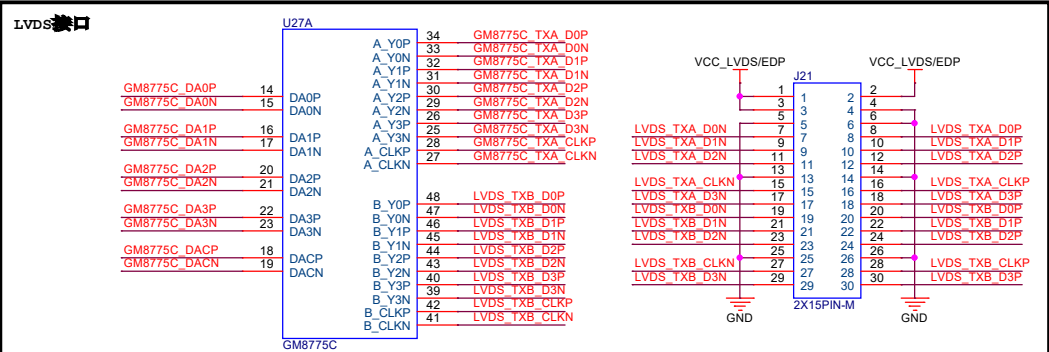 LVDS接口
U27A
GM8775C_DA0P 14 DA0P
GM8775C_DA0N 15 DA0N
GM8775C_DA1P 16 DA1P
GM8775C_DA1N 17 DA1N
GM8775C_DA2P 20 DA2P
GM8775C_DA2N 21 DA2N
GM8775C_DA3P 22 DA3P
GM8775C_DA3N 23 DA3N
GM8775C_DACP 18 DACP
GM8775C_DACN 19 DACN
A_Y0P 34 GM8775C_TXA_D0P
A_Y0N 33 GM8775C_TXA_D0N
A_Y1P 32 GM8775C_TXA_D1P
A_Y1N 31 GM8775C_TXA_D1N
A_Y2P 30 GM8775C_TXA_D2P
A_Y2N 29 GM8775C_TXA_D2N
A_Y3P 26 GM8775C_TXA_D3P
A_Y3N 25 GM8775C_TXA_D3N
A_CLKP 28 GM8775C_TXA_CLKP
A_CLKN 27 GM8775C_TXA_CLKN
B_Y0P 48 LVDS_TXB_D0P
B_Y0N 47 LVDS_TXB_D0N
B_Y1P 46 LVDS_TXB_D1P
B_Y1N 45 LVDS_TXB_D1N
B_Y2P 44 LVDS_TXB_D2P
B_Y2N 43 LVDS_TXB_D2N
B_Y3P 40 LVDS_TXB_D3P
B_Y3N 39 LVDS_TXB_D3N
B_CLKP 42 LVDS_TXB_CLKP
B_CLKN 41 LVDS_TXB_CLKN
GM8775C
VCC_LVDS/EDP VCC_LVDS/EDP
J21
1 1 2 2
3 3 4 4
5 5 6 6
LVDS_TXA_D0N 7 7 8 8 LVDS_TXA_D0P
LVDS_TXA_D1N 9 9 10 10 LVDS_TXA_D1P
LVDS_TXA_D2N 11 11 12 12 LVDS_TXA_D2P
13 13 14 14
LVDS_TXA_CLKN 15 15 16 16 LVDS_TXA_CLKP
LVDS_TXA_D3N 17 17 18 18 LVDS_TXA_D3P
LVDS_TXB_D0N 19 19 20 20 LVDS_TXB_D0P
LVDS_TXB_D1N 21 21 22 22 LVDS_TXB_D1P
LVDS_TXB_D2N 23 23 24 24 LVDS_TXB_D2P
25 25 26 26
LVDS_TXB_CLKN 27 27 28 28 LVDS_TXB_CLKP
LVDS_TXB_D3N 29 29 30 30 LVDS_TXB_D3P
2X15PIN-M
GND GND